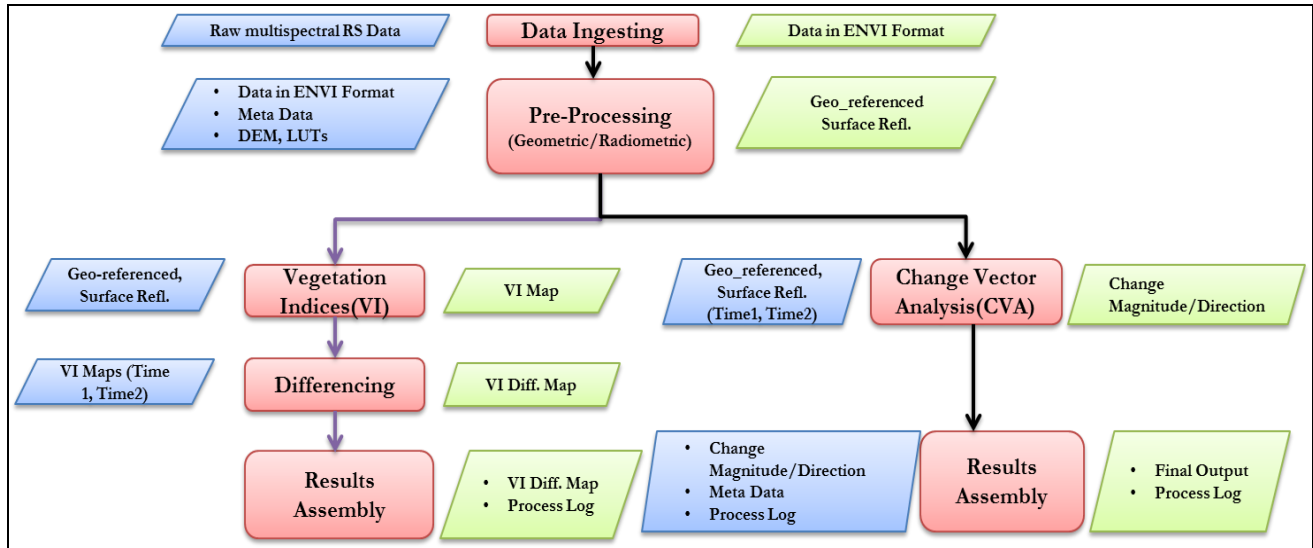 Raw multispectral RS Data
Data Ingesting
Data in ENVI Format
• Data in ENVI Format
• Meta Data
• DEM, LUTs
Pre-Processing
(Geometric/Radiometric)
Geo_referenced
Surface Refl.
Geo-referenced,
Surface Refl.
Vegetation
Indices(VI)
VI Map
Geo_referenced,
Surface Refl.
(Time1, Time2)
Change Vector
Analysis(CVA)
Change
Magnitude/Direction
VI Maps (Time
1, Time2)
Differencing
VI Diff. Map
Results
Assembly
• VI Diff. Map
• Process Log
• Change
Magnitude/Direction
• Meta Data
• Process Log
Results
Assembly
• Final Output
• Process Log